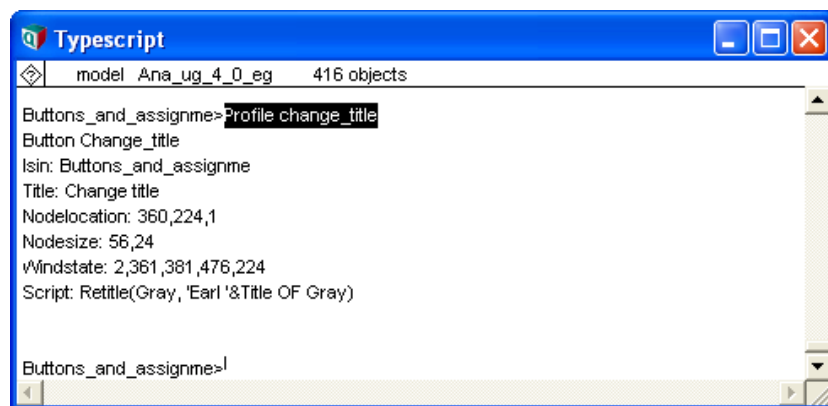 Typescript
model Ana_ug_4_0_eg 416 objects
Buttons_and_assignme>Profile change_title
Button Change_title
Isin: Buttons_and_assignme
Title: Change title
Nodelocation: 360,224,1
Nodesize: 56,24
Windstate: 2,361,381,476,224
Script: Retitle(Gray, 'Earl '&Title OF Gray)
Buttons_and_assignme>